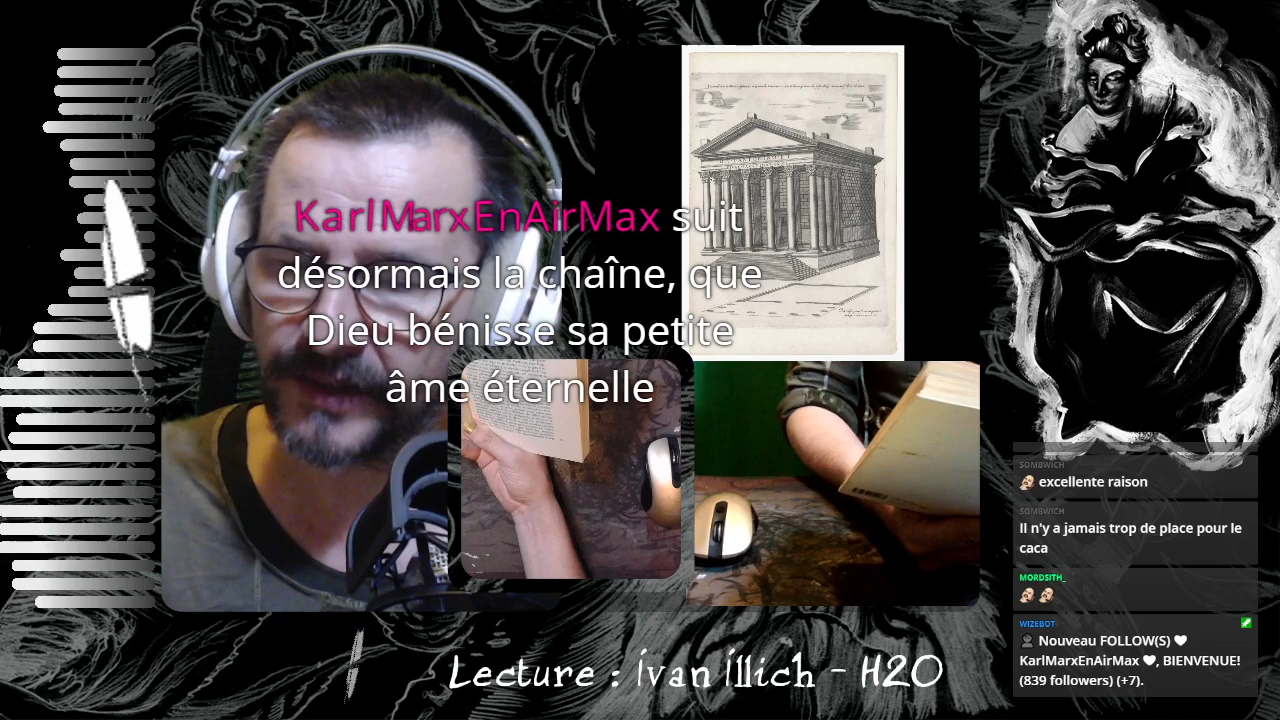 KarlMarxEnAirMax suit
désormais la chaîne, que
Dieu bénisse sa petite
âme éternelle
Lecture : Ivan Illich - H2O
SOMBWICH
excellente raison
SOMBWICH
Il n'y a jamais trop de place pour le
caca
MORDSITH_
WIZEBOT
Nouveau FOLLOW(S)
KarlMarxEnAirMax , BIENVENUE!
(839 followers) (+7).